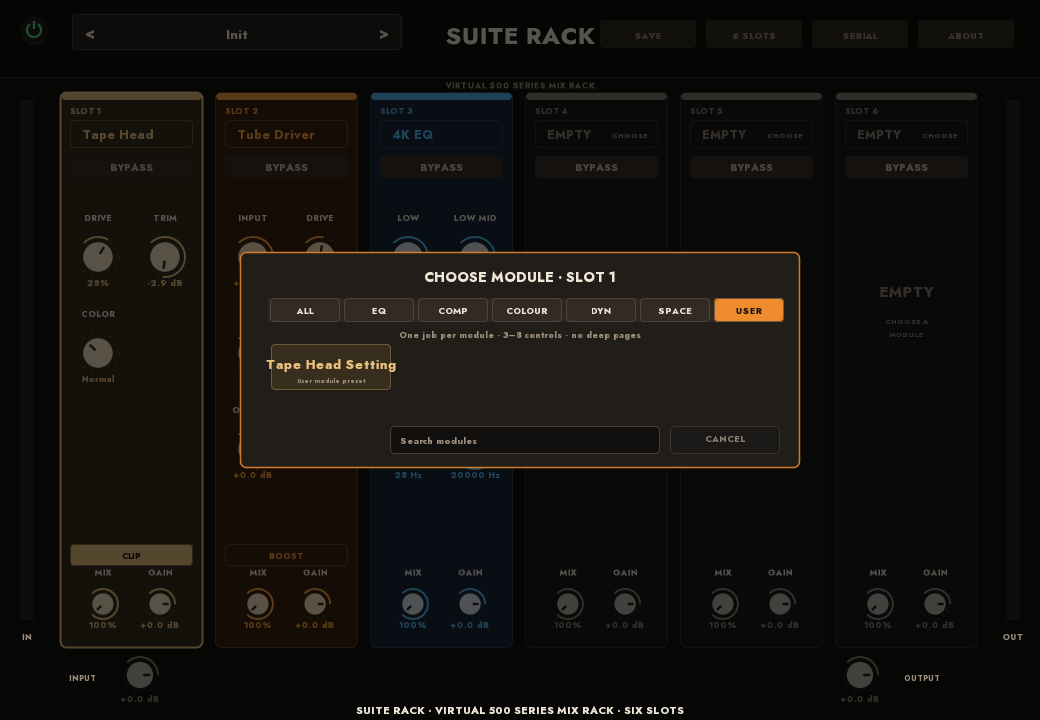 < Init >
SUITE RACK
SAVE
6 SLOTS
SERIAL
ABOUT
VIRTUAL 500 SERIES MIX RACK
SLOT 1
SLOT 2
SLOT 3
SLOT 4
SLOT 5
SLOT 6
Tape Head
Tube Driver
4K EQ
EMPTY CHOOSE
EMPTY CHOOSE
EMPTY CHOOSE
BYPASS
BYPASS
BYPASS
BYPASS
BYPASS
BYPASS
DRIVE TRIM
INPUT DRIVE
LOW LOW MID
28% -2.9 dB
COLOR
Normal
CHOOSE MODULE · SLOT 1
ALL
EQ
COMP
COLOUR
DYN
SPACE
USER
One job per module · 3–8 controls · no deep pages
Tape Head Setting
User module preset
Search modules
CANCEL
EMPTY
CHOOSE A
MODULE
+0.0 dB
28 Hz 20000 Hz
CLIP
BOOST
MIX GAIN
MIX GAIN
MIX GAIN
MIX GAIN
MIX GAIN
MIX GAIN
100% +0.0 dB
100% +0.0 dB
100% +0.0 dB
100% +0.0 dB
100% +0.0 dB
100% +0.0 dB
IN
OUT
INPUT
+0.0 dB
+0.0 dB
OUTPUT
SUITE RACK · VIRTUAL 500 SERIES MIX RACK · SIX SLOTS